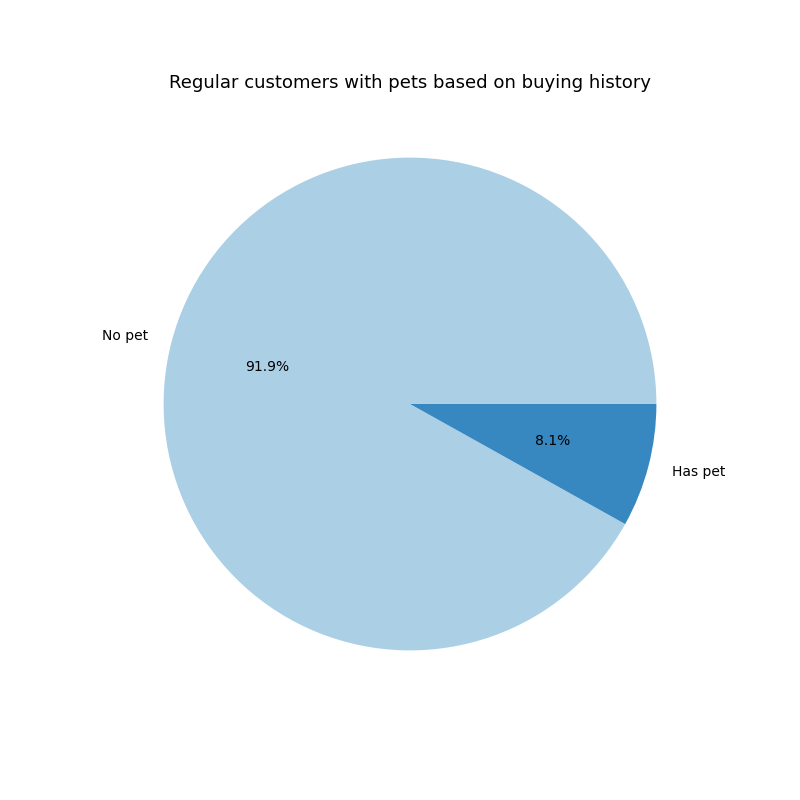 Regular customers with pets based on buying history
No pet
91.9%
8.1%
Has pet